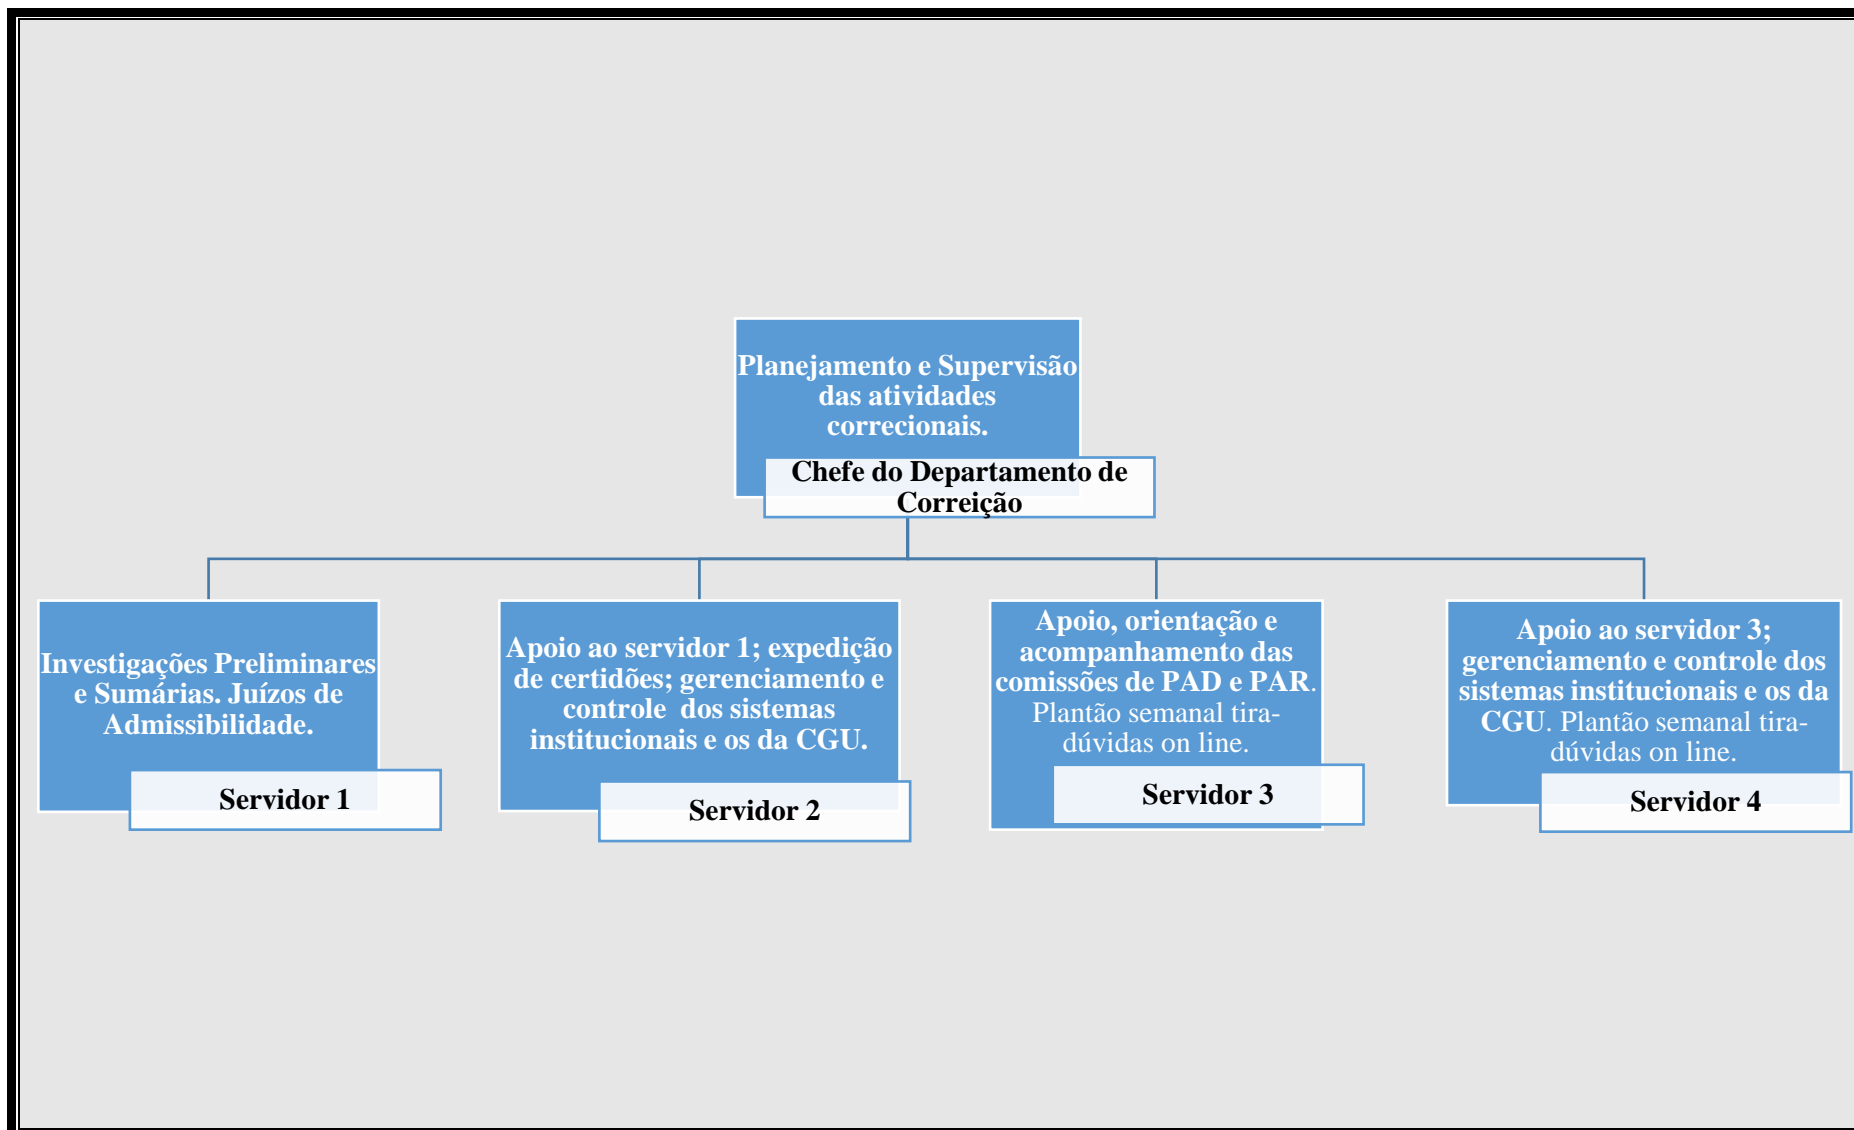 Planejamento e Supervisão
das atividades
correcionais.
Chefe do Departamento de
Correição
Investigações Preliminares
e Sumárias. Juízos de
Admissibilidade.
Servidor 1
Apoio ao servidor 1; expedição
de certidões; gerenciamento e
controle  dos sistemas
institucionais e os da CGU.
Servidor 2
Apoio, orientação e
acompanhamento das
comissões de PAD e PAR.
Plantão semanal tira-
dúvidas on line.
Servidor 3
Apoio ao servidor 3;
gerenciamento e controle dos
sistemas institucionais e os da
CGU. Plantão semanal tira-
dúvidas on line.
Servidor 4